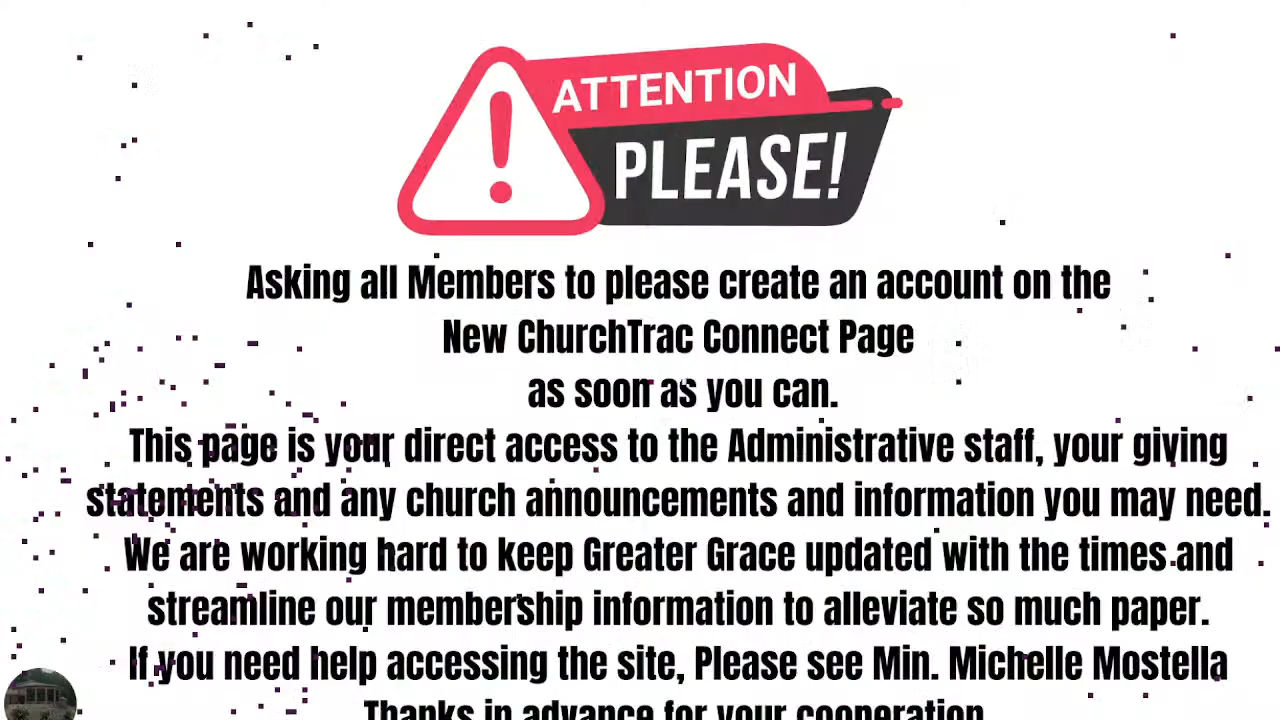 ATTENTION
PLEASE!
Asking all Members to please create an account on the
New ChurchTrac Connect Page
as soon as you can.
This page is your direct access to the Administrative staff, your giving
statements and any church announcements and information you may need.
We are working hard to keep Greater Grace updated with the times and
streamline our membership information to alleviate so much paper.
If you need help accessing the site, Please see Min. Michelle Mostella
Thanks in advance for your cooperation